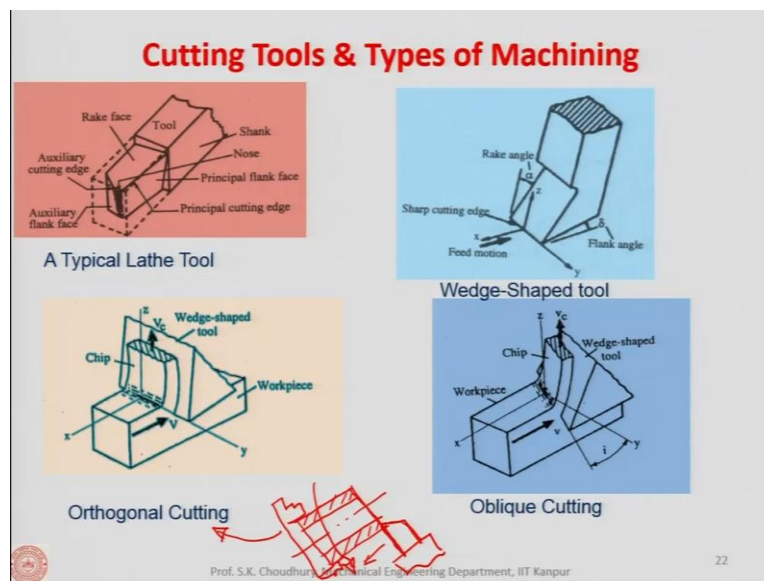 Cutting Tools & Types of Machining
Rake face
Tool
Shank
Nose
Auxiliary
cutting edge
Principal flank face
Principal cutting edge
Auxiliary
flank face
A Typical Lathe Tool
Rake angle
α
z
Sharp cutting edge
x
δ
Feed motion
Flank angle
y
Wedge-Shaped tool
z
Vc
Wedge-shaped
tool
Chip
Workpiece
x
V
y
Orthogonal Cutting
z
vc
Wedge-shaped
tool
Chip
Workpiece
x
v
i
y
Oblique Cutting
22
Prof. S.K. Choudhury, Mechanical Engineering Department, IIT Kanpur